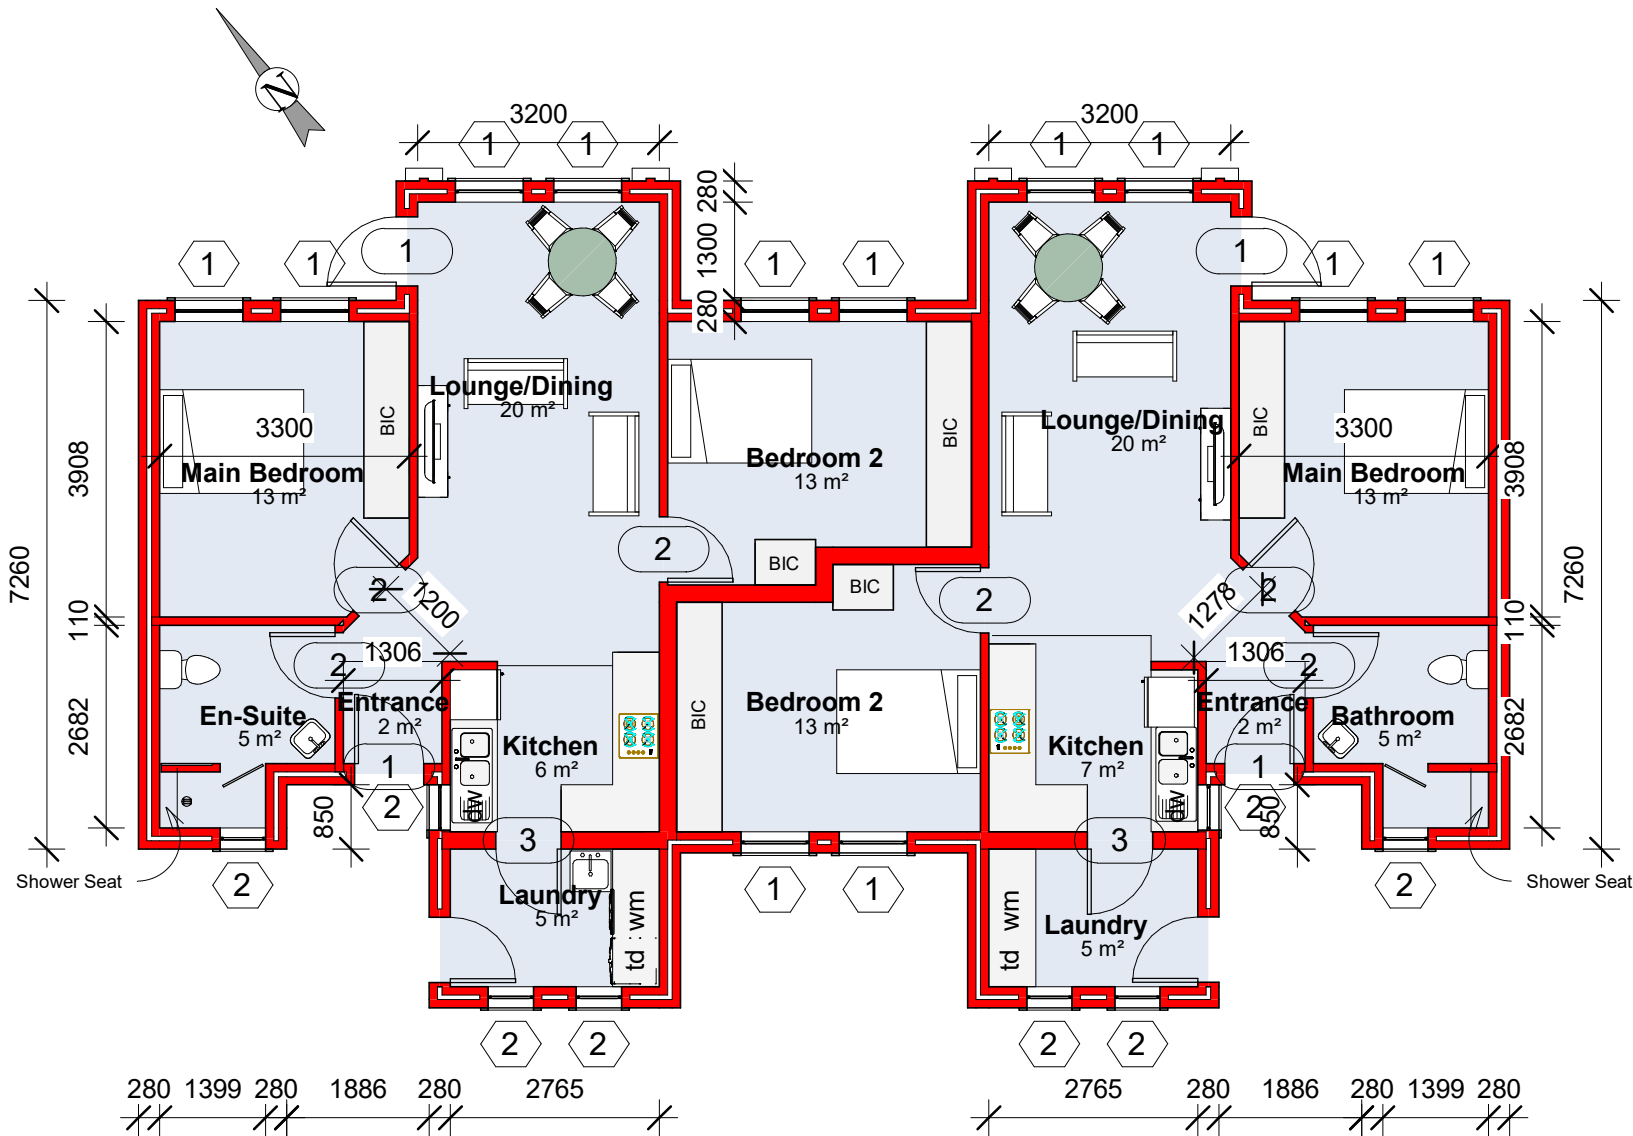 N
3200
3200
1
1
1
1
280
1300
280
1
1
1
1
1
1
1
1
Lounge/Dining
20 m²
BIC
3300
Main Bedroom
13 m²
3908
7260
Bedroom 2
13 m²
BIC
BIC
Lounge/Dining
20 m²
BIC
3300
Main Bedroom
13 m²
3908
7260
2
BIC
2
2
1200
1278
2
110
110
2
1306
1306
2
Entrance
2 m²
En-Suite
5 m²
2682
Kitchen
6 m²
dw
BIC
Bedroom 2
13 m²
Kitchen
7 m²
dw
Entrance
2 m²
Bathroom
5 m²
2682
1
2
850
3
3
1
2
850
Shower Seat
2
Laundry
5 m²
wm
td
1
1
wm
td
Laundry
5 m²
2
Shower Seat
2
2
2
2
280 1399 280 1886 280 2765
2765 280 1886 280 1399 280